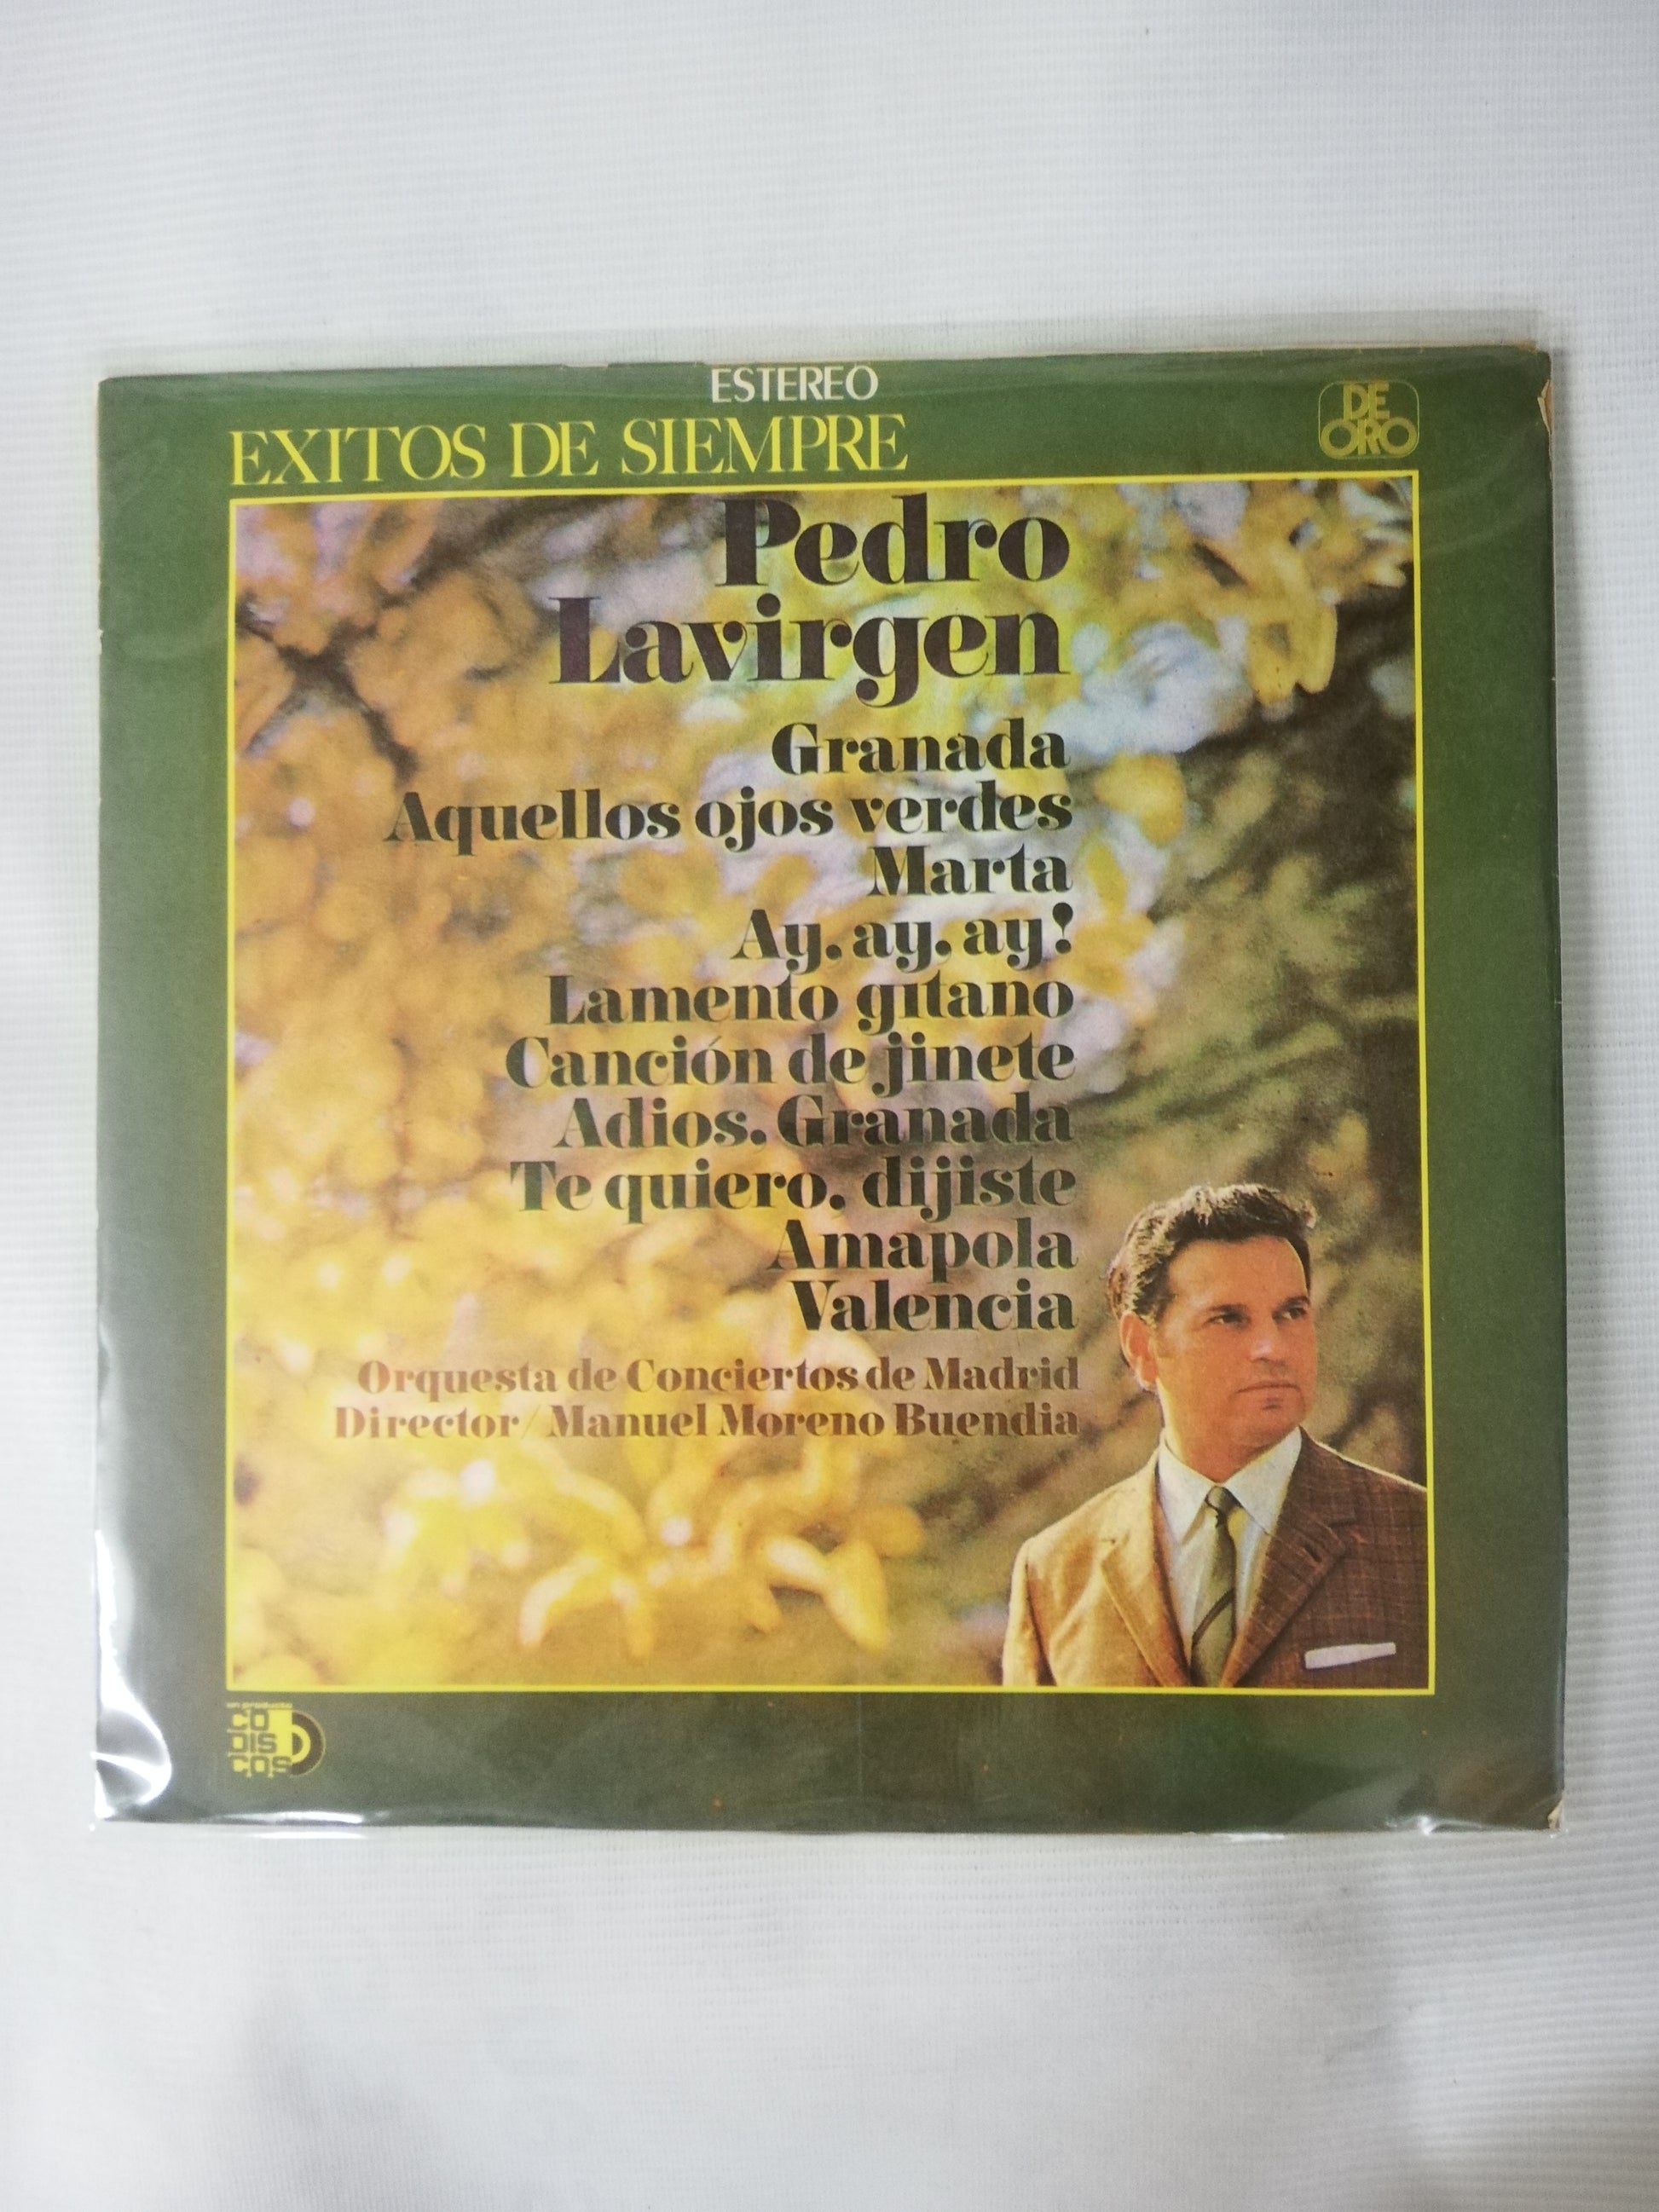 ESTEREO
EXITOS DE SIEMPRE
DE
ORO
Pedro
Lavirgen
Granada
Aquellos ojos verdes
Marta
Ay, ay, ay!
Lamento gitano
Canción de jinete
Adios, Granada
Te quiero, dijiste
Amapola
Valencia
Orquesta de Conciertos de Madrid
Director/Manuel Moreno Buendia
un producto
CO
DIS
COS